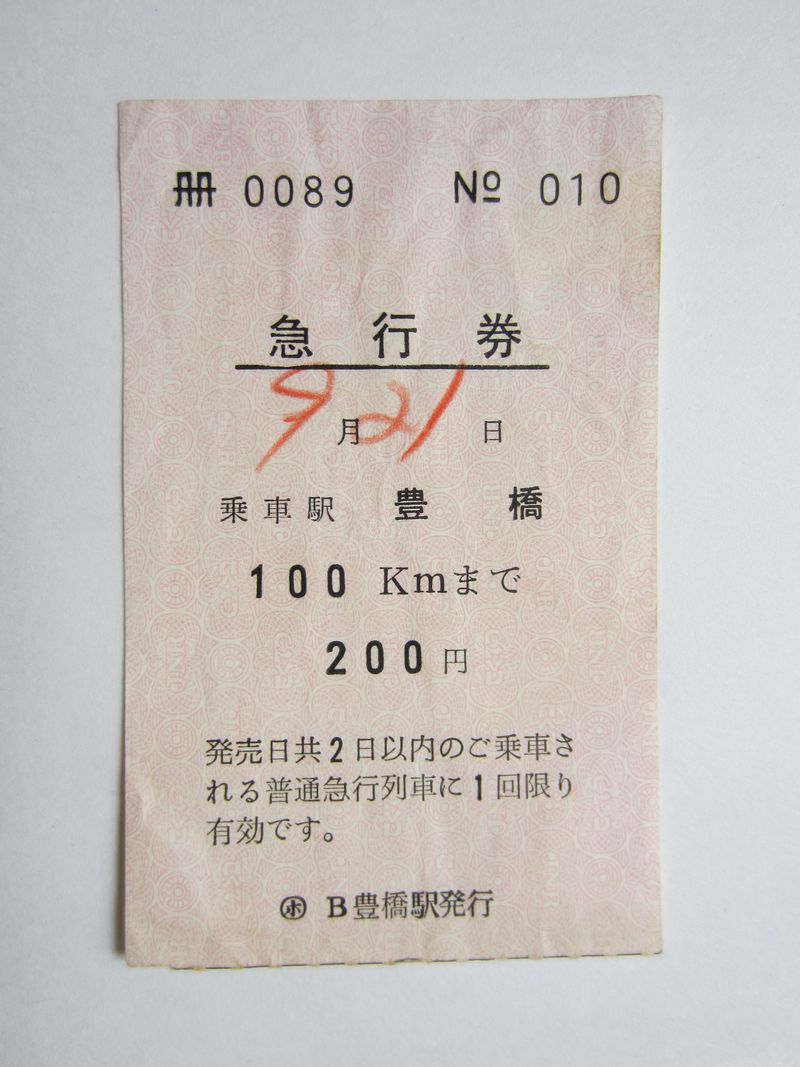 冊 0089 № 010
急行券
9月21日
乗車駅 豊橋
100 Kmまで
200円
発売日共2日以内のご乗車さ
れる普通急行列車に1回限り
有効です。
㋭ B豊橋駅発行